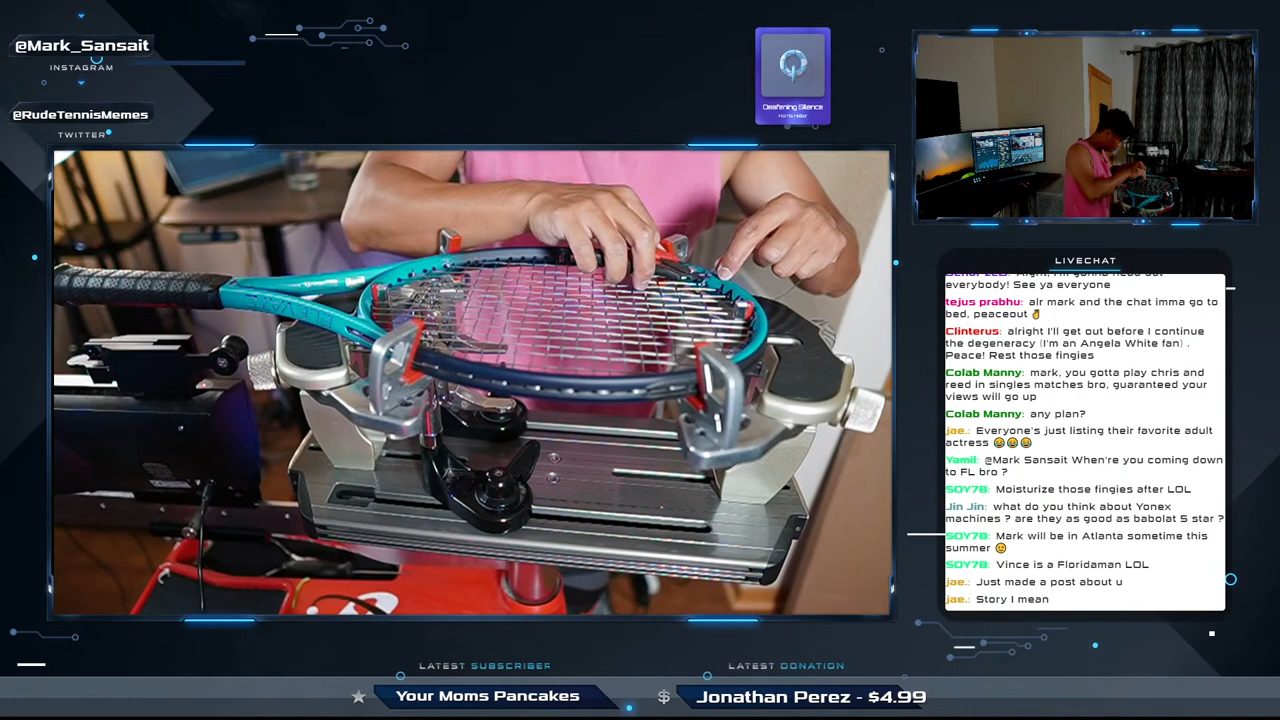 @Mark_Sansait
INSTAGRAM
@RudeTennisMemes
TWITTER
Deafening Silence
LIVECHAT
everybody! See ya everyone
tejus prabhu: alr mark and the chat imma go to
bed, peaceout ✌
Clinterus: alright I'll get out before I continue
the degeneracy (I'm an Angela White fan) .
Peace! Rest those fingies
Colab Manny: mark, you gotta play chris and
reed in singles matches bro, guaranteed your
views will go up
Colab Manny: any plan?
jae.: Everyone's just listing their favorite adult
actress 😂😂😂
Yamil: @Mark Sansait When're you coming down
to FL bro ?
SOY78: Moisturize those fingies after LOL
Jin Jin: what do you think about Yonex
machines ? are they as good as babolat 5 star ?
SOY78: Mark will be in Atlanta sometime this
summer 😉
SOY78: Vince is a Floridaman LOL
jae.: Just made a post about u
jae.: Story I mean
LATEST SUBSCRIBER
LATEST DONATION
Your Moms Pancakes
$ Jonathan Perez - $4.99